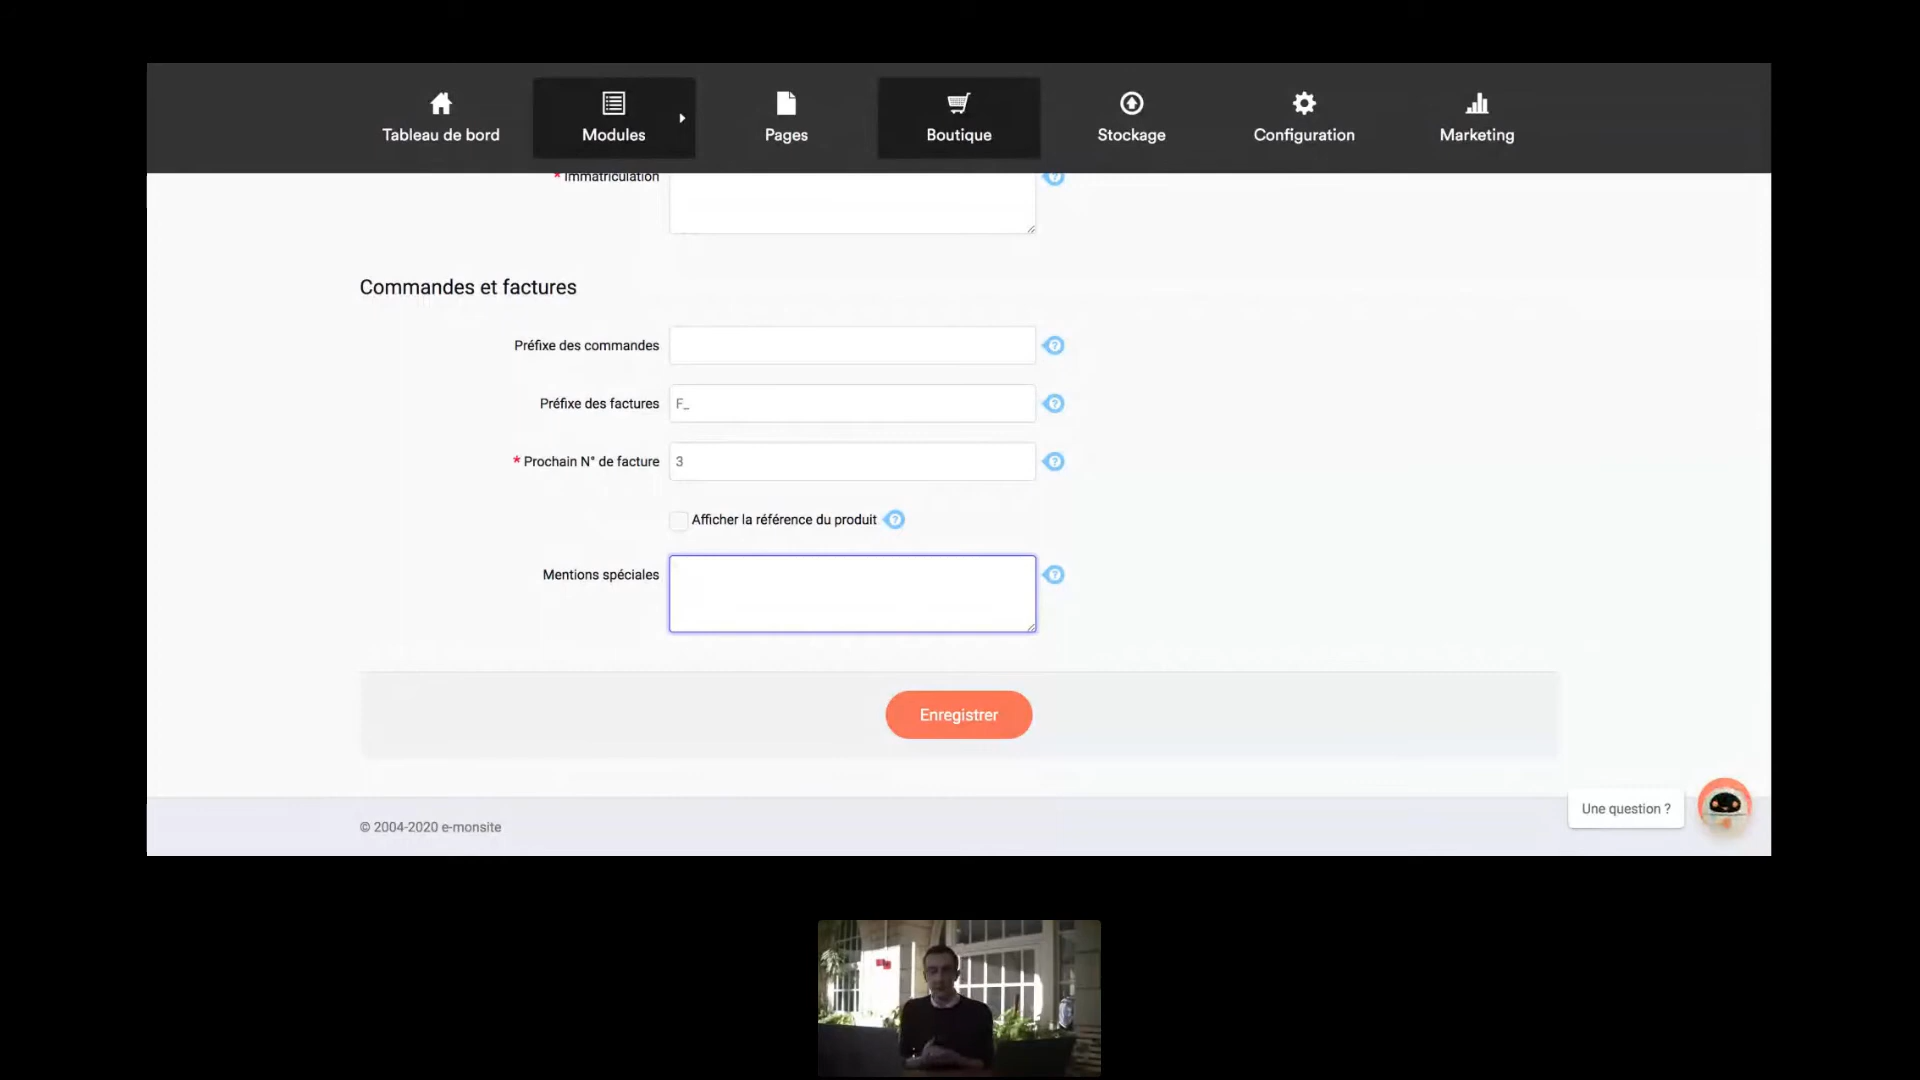 Tableau de bord
Modules
Pages
Boutique
Stockage
Configuration
Marketing
* Immatriculation
Commandes et factures
Préfixe des commandes
Préfixe des factures F_
* Prochain N° de facture 3
Afficher la référence du produit
Mentions spéciales
Enregistrer
© 2004-2020 e-monsite
Une question ?